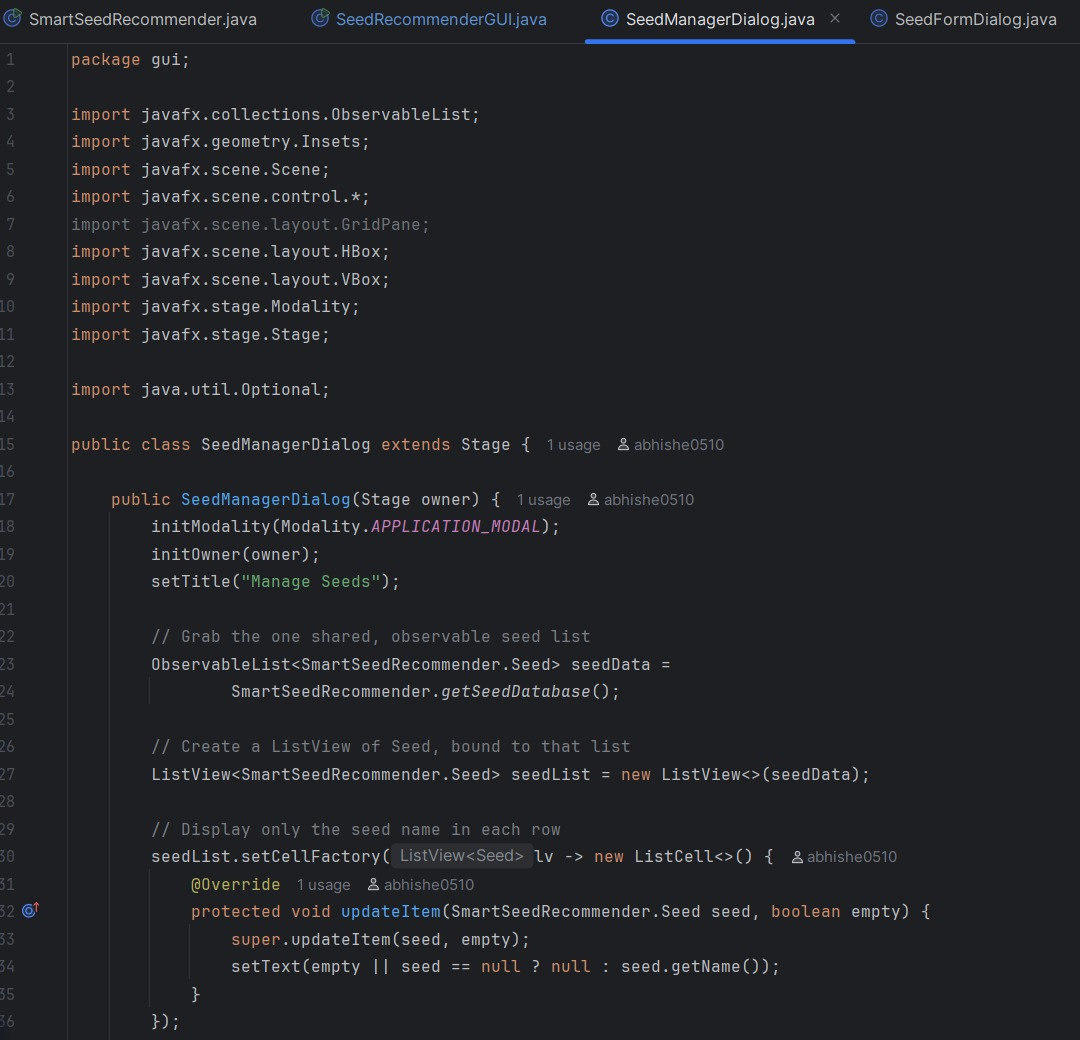 SmartSeedRecommender.java SeedRecommenderGUI.java SeedManagerDialog.java × SeedFormDialog.java
1 package gui;
2
3 import javafx.collections.ObservableList;
4 import javafx.geometry.Insets;
5 import javafx.scene.Scene;
6 import javafx.scene.control.*;
7 import javafx.scene.layout.GridPane;
8 import javafx.scene.layout.HBox;
9 import javafx.scene.layout.VBox;
10 import javafx.stage.Modality;
11 import javafx.stage.Stage;
12
13 import java.util.Optional;
14
15 public class SeedManagerDialog extends Stage { 1 usage abhishe0510
16
17 public SeedManagerDialog(Stage owner) { 1 usage abhishe0510
18 initModality(Modality.APPLICATION_MODAL);
19 initOwner(owner);
20 setTitle("Manage Seeds");
21
22 // Grab the one shared, observable seed list
23 ObservableList<SmartSeedRecommender.Seed> seedData =
24 SmartSeedRecommender.getSeedDatabase();
25
26 // Create a ListView of Seed, bound to that list
27 ListView<SmartSeedRecommender.Seed> seedList = new ListView<>(seedData);
28
29 // Display only the seed name in each row
30 seedList.setCellFactory( ListView<Seed> lv -> new ListCell<>() { abhishe0510
31 @Override 1 usage abhishe0510
32 protected void updateItem(SmartSeedRecommender.Seed seed, boolean empty) {
33 super.updateItem(seed, empty);
34 setText(empty || seed == null ? null : seed.getName());
35 }
36 });